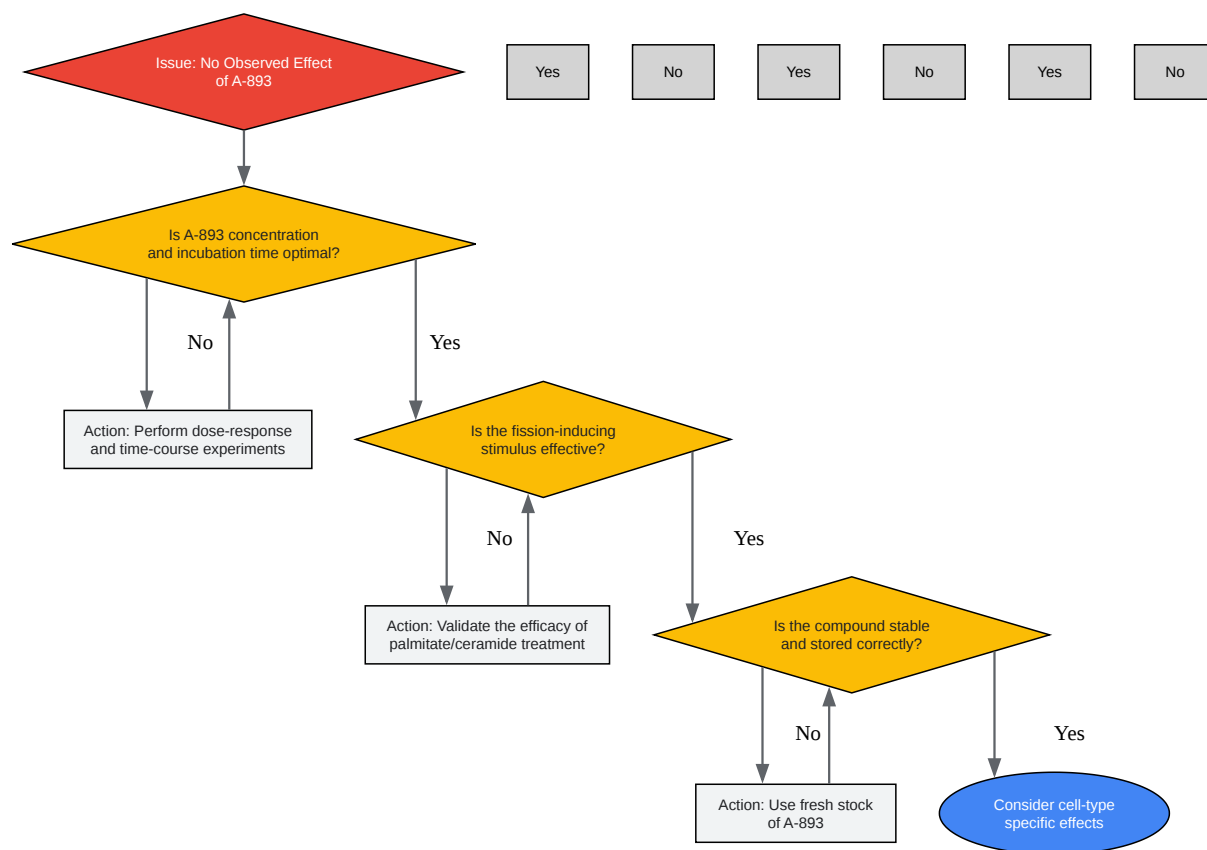 Issue: No Observed Effect
of A-893
Yes
No
Yes
No
Yes
No
Is A-893 concentration
and incubation time optimal?
No
Yes
Action: Perform dose-response
and time-course experiments
Is the fission-inducing
stimulus effective?
No
Yes
Action: Validate the efficacy of
palmitate/ceramide treatment
Is the compound stable
and stored correctly?
No
Yes
Action: Use fresh stock
of A-893
Consider cell-type
specific effects